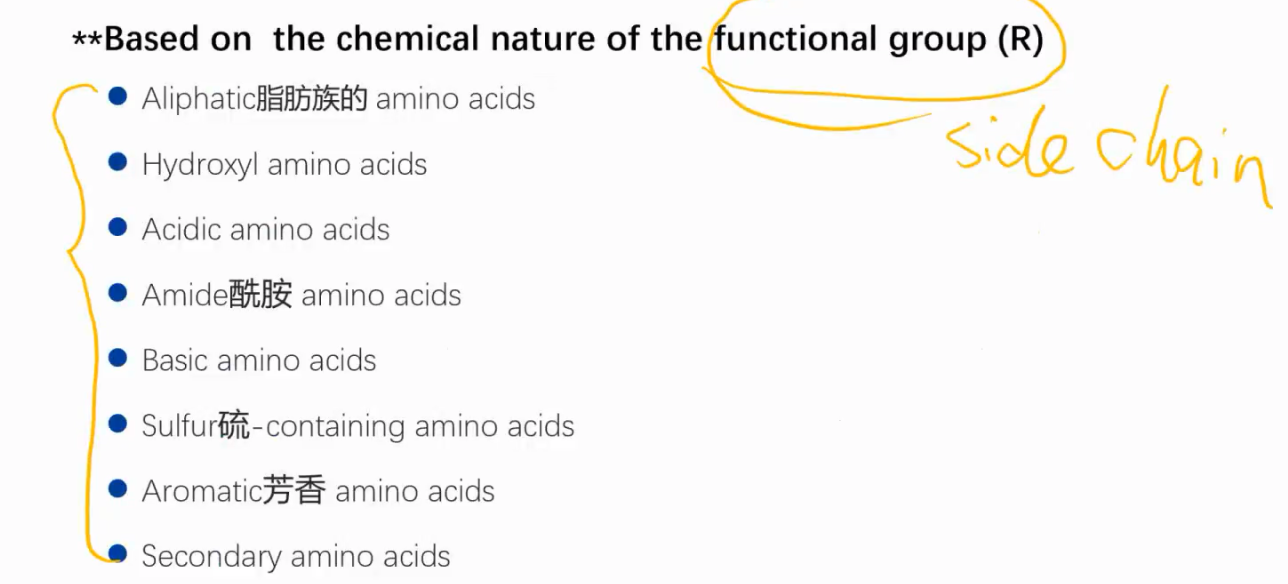 **Based on the chemical nature of the functional group (R)
● Aliphatic脂肪族的 amino acids
side chain
● Hydroxyl amino acids
● Acidic amino acids
● Amide酰胺 amino acids
● Basic amino acids
● Sulfur硫-containing amino acids
● Aromatic芳香 amino acids
● Secondary amino acids